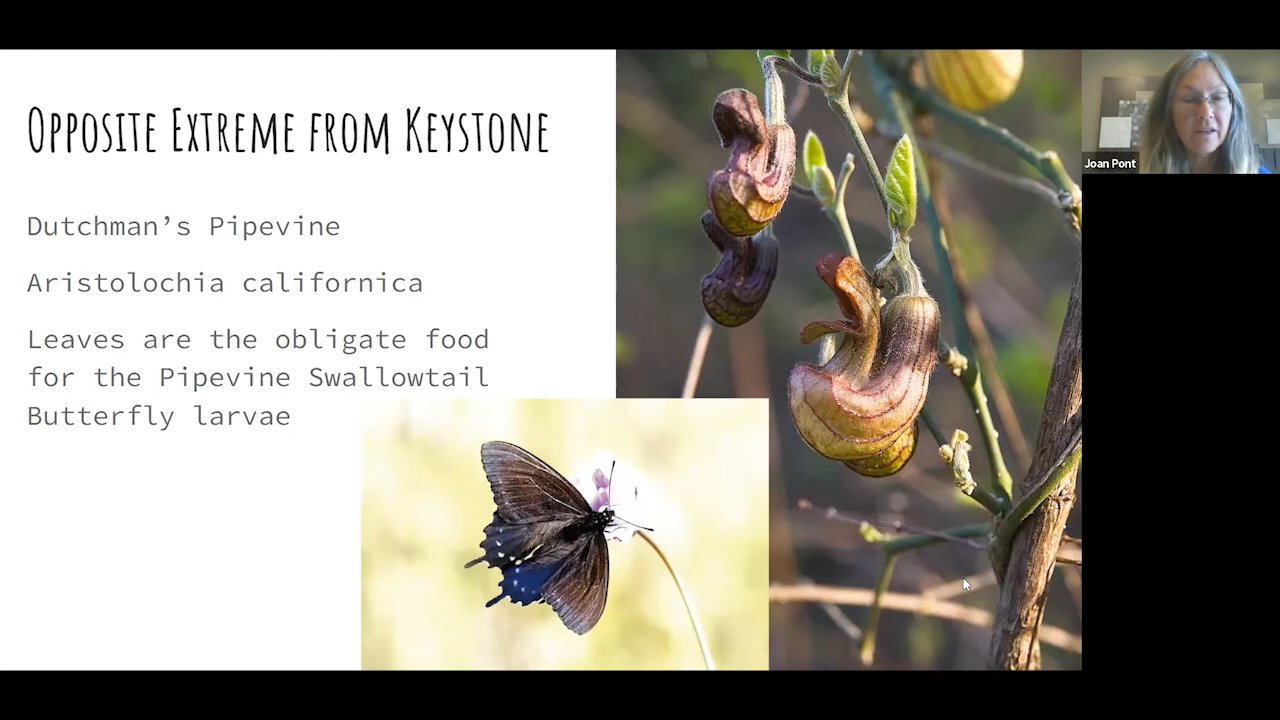 Opposite Extreme from Keystone
Dutchman's Pipevine
Aristolochia californica
Leaves are the obligate food
for the Pipevine Swallowtail
Butterfly larvae
Joan Pont